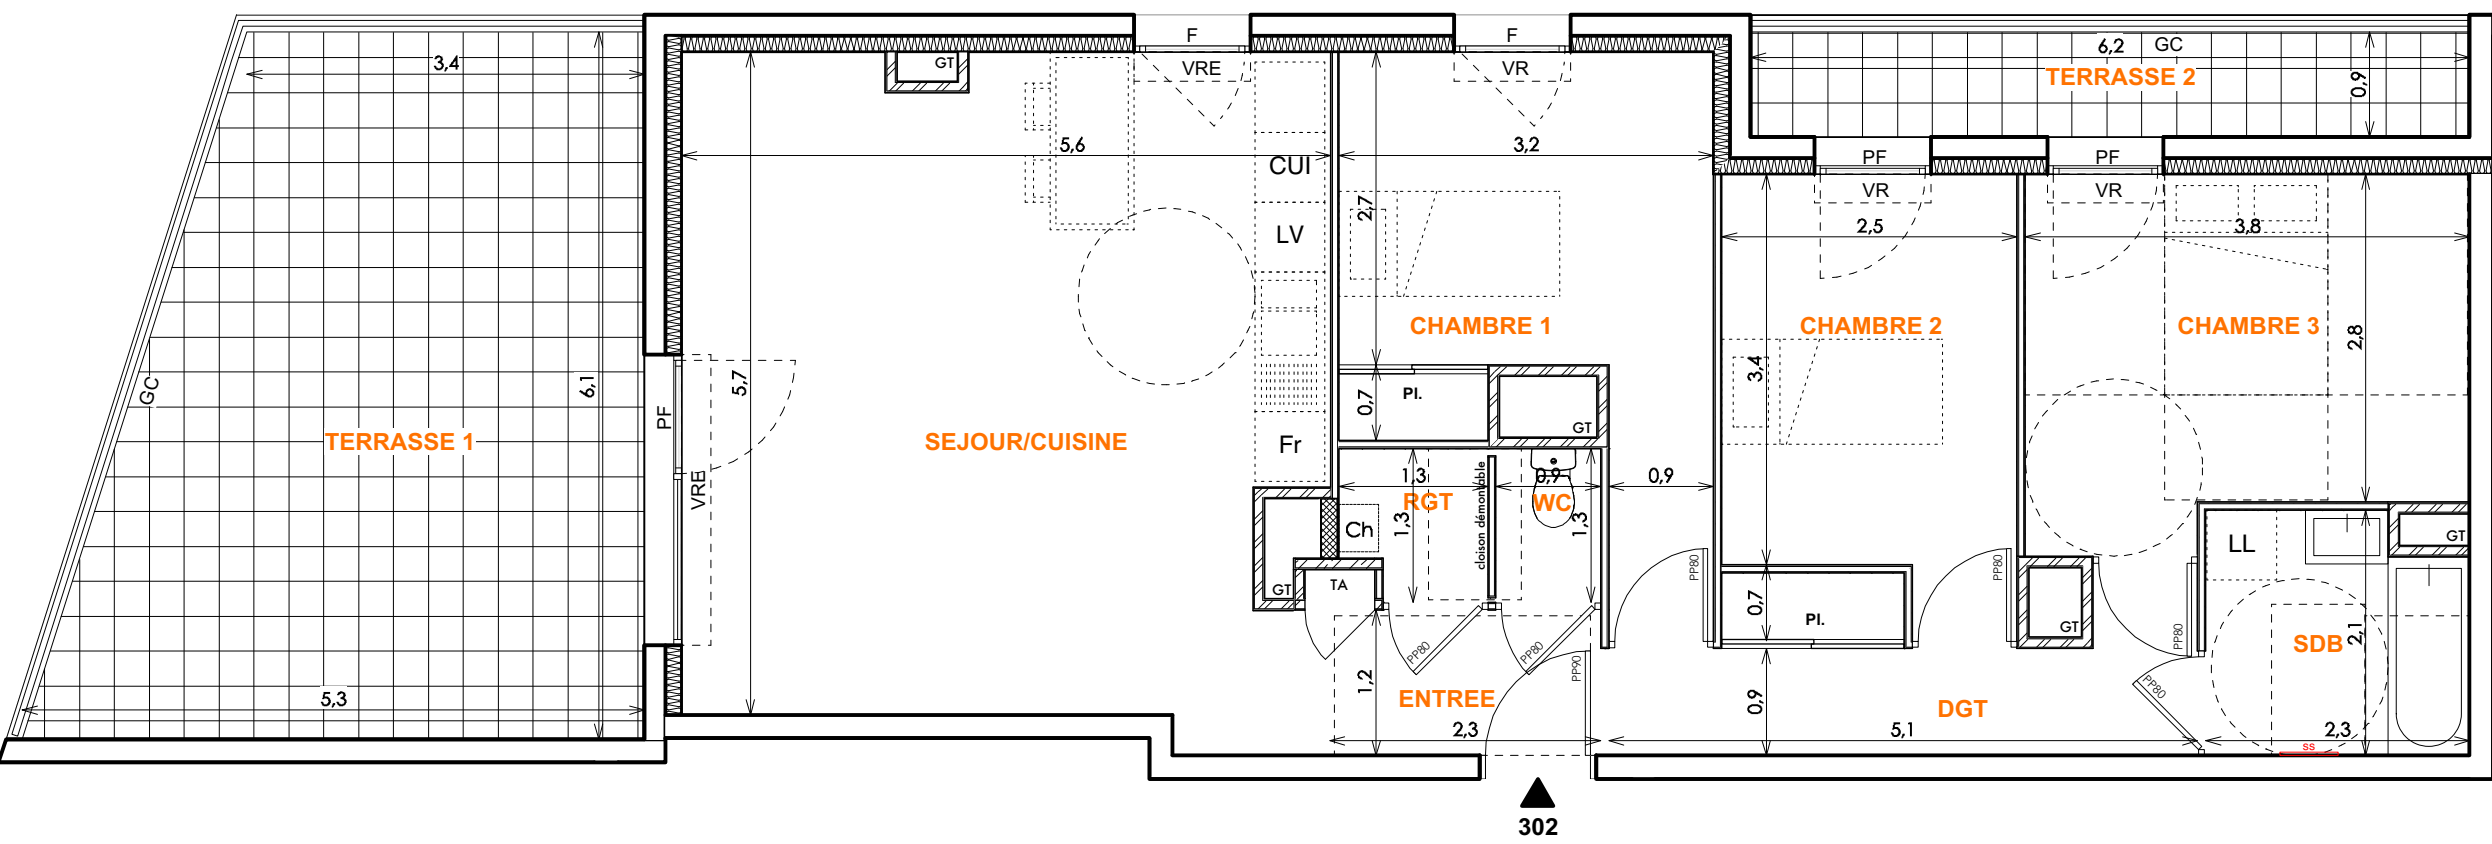 F
F
GT
VRE
VR
6,2
GC
TERRASSE 2
0,9
3,4
5,6
3,2
CUI
PF
PF
VR
VR
LV
2,7
2,5
3,8
CHAMBRE 1
CHAMBRE 2
CHAMBRE 3
GC
6,1
5,7
3,4
2,8
PF
0,7
Pl.
GT
TERRASSE 1
SEJOUR/CUISINE
Fr
VRE
1,3
cloison démontable
0,9
0,9
RGT
WC
Ch
1,3
1,3
LL
GT
GT
TA
PP80
PP80
0,7
Pl.
GT
PP80
SDB
2,1
PP80
PP80
PP90
PP80
1,2
ENTREE
0,9
DGT
5,3
2,3
5,1
2,3
SS
302